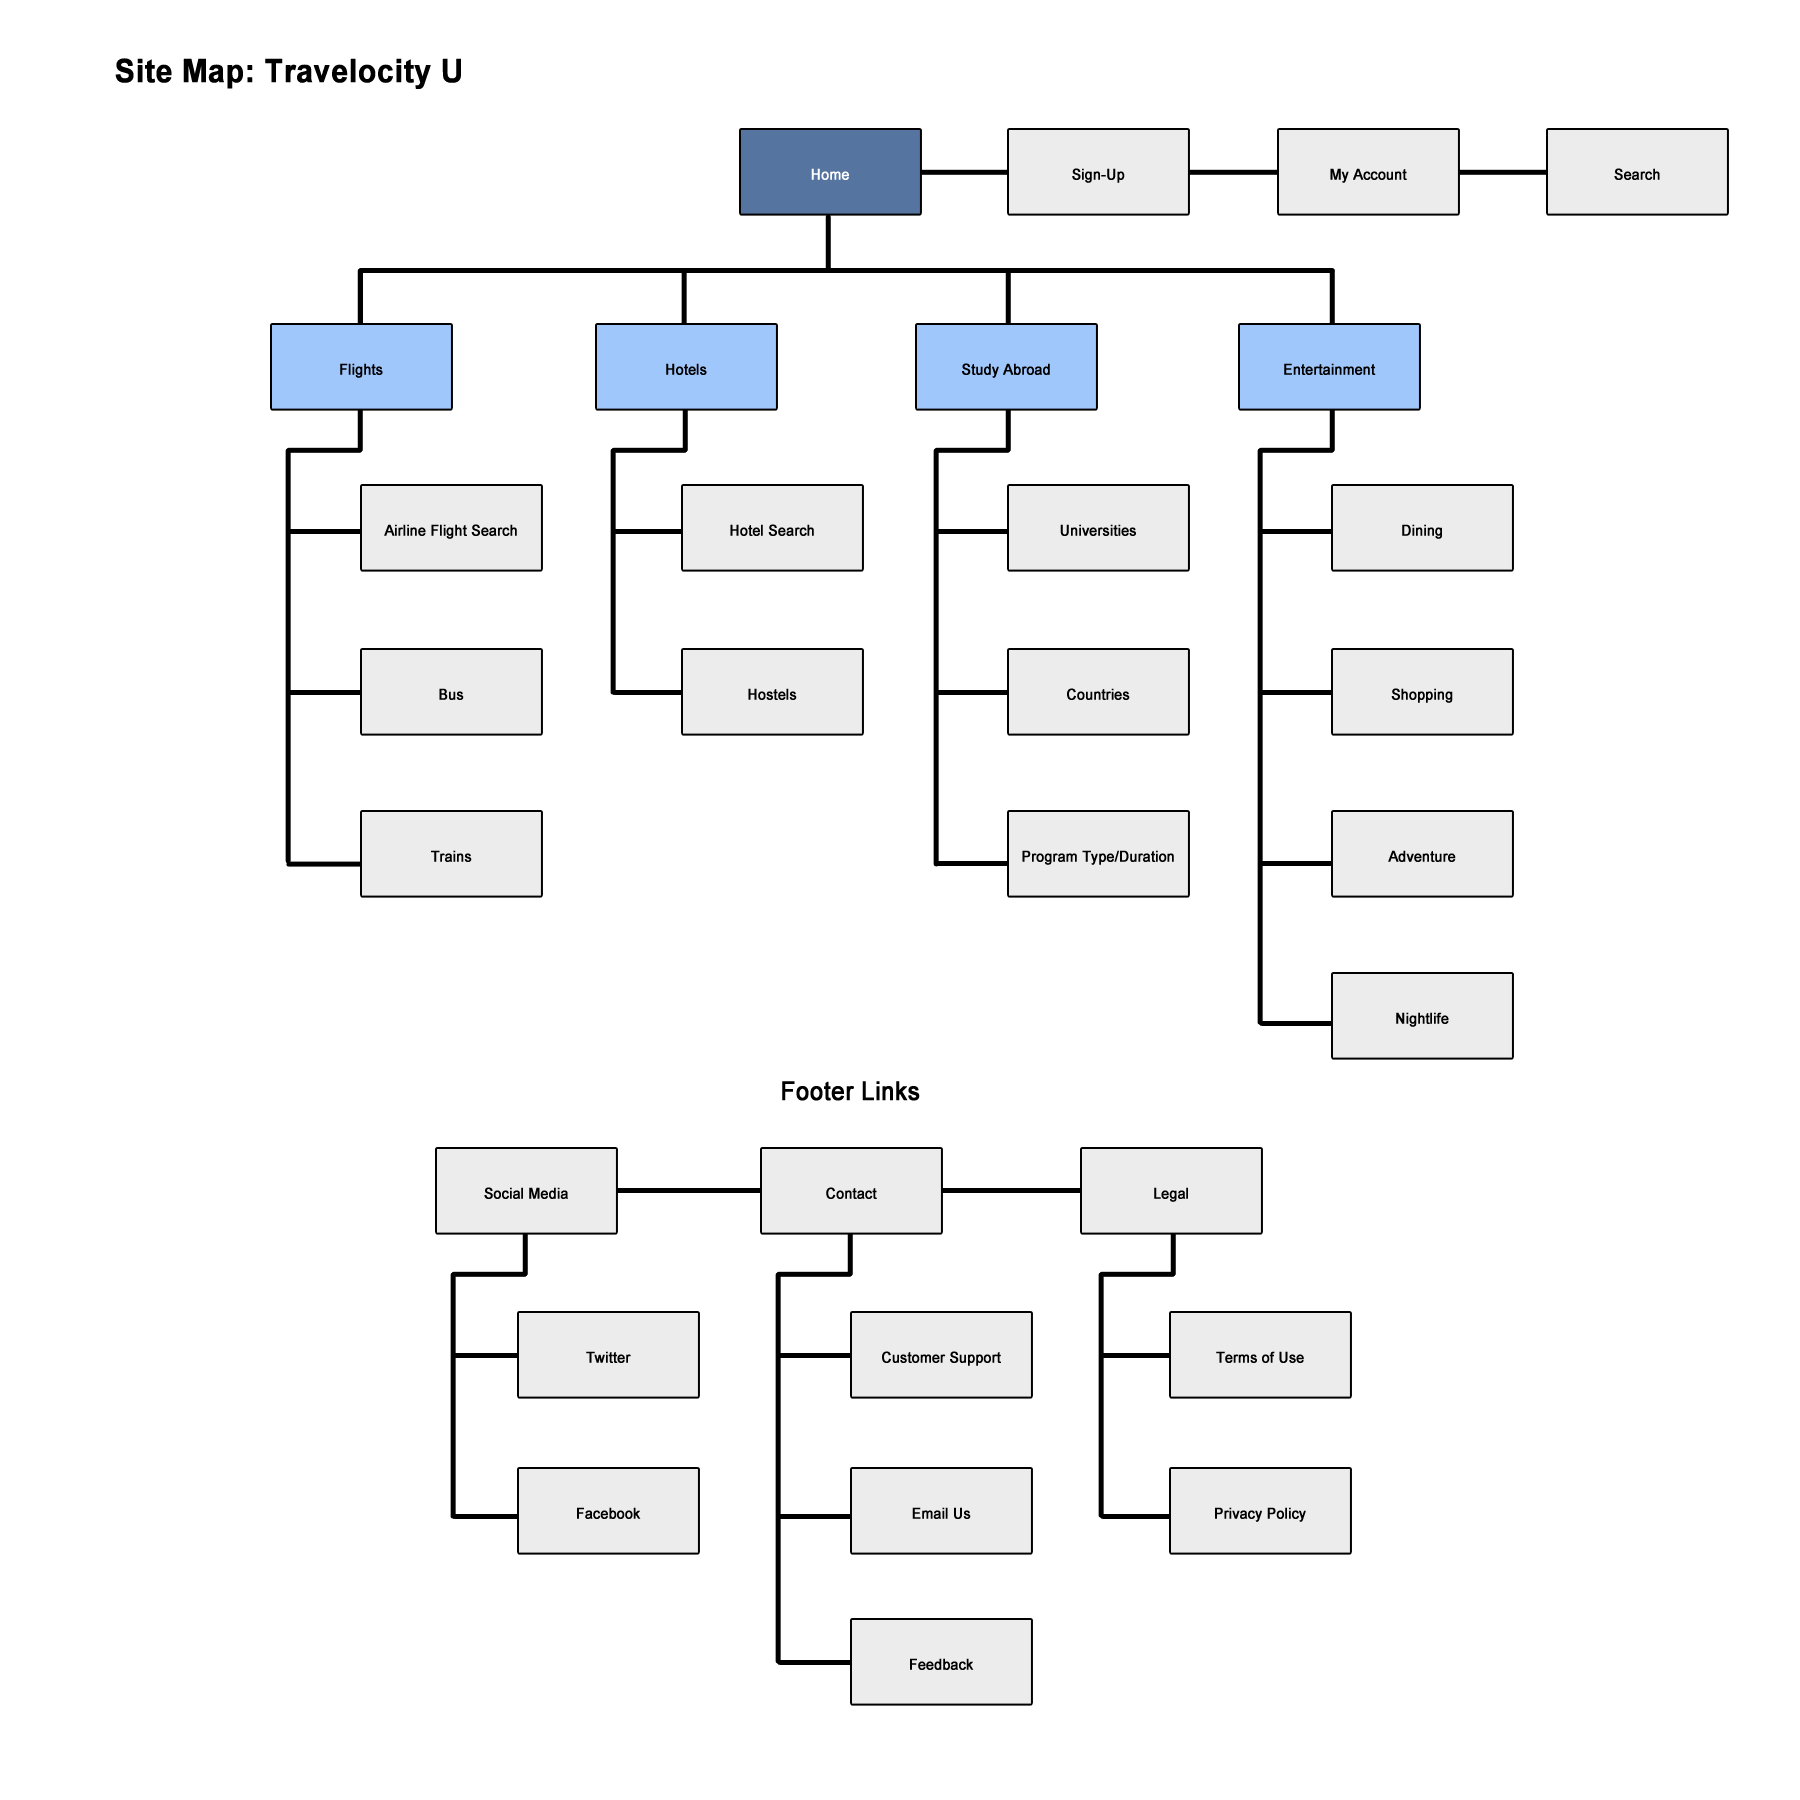 Site Map: Travelocity U
Home
Sign-Up
My Account
Search
Flights
Hotels
Study Abroad
Entertainment
Airline Flight Search
Hotel Search
Universities
Dining
Bus
Hostels
Countries
Shopping
Trains
Program Type/Duration
Adventure
Nightlife
Footer Links
Social Media
Contact
Legal
Twitter
Customer Support
Terms of Use
Facebook
Email Us
Privacy Policy
Feedback